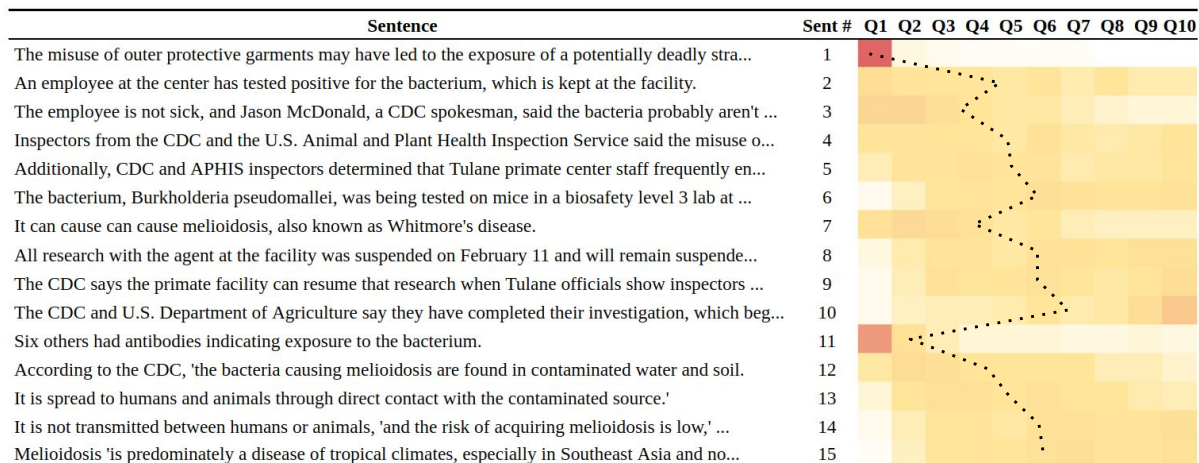 Sentence Sent # Q1 Q2 Q3 Q4 Q5 Q6 Q7 Q8 Q9 Q10
The misuse of outer protective garments may have led to the exposure of a potentially deadly stra... 1
An employee at the center has tested positive for the bacterium, which is kept at the facility. 2
The employee is not sick, and Jason McDonald, a CDC spokesman, said the bacteria probably aren't ... 3
Inspectors from the CDC and the U.S. Animal and Plant Health Inspection Service said the misuse o... 4
Additionally, CDC and APHIS inspectors determined that Tulane primate center staff frequently en... 5
The bacterium, Burkholderia pseudomallei, was being tested on mice in a biosafety level 3 lab at ... 6
It can cause can cause melioidosis, also known as Whitmore's disease. 7
All research with the agent at the facility was suspended on February 11 and will remain suspende... 8
The CDC says the primate facility can resume that research when Tulane officials show inspectors ... 9
The CDC and U.S. Department of Agriculture say they have completed their investigation, which beg... 10
Six others had antibodies indicating exposure to the bacterium. 11
According to the CDC, 'the bacteria causing melioidosis are found in contaminated water and soil. 12
It is spread to humans and animals through direct contact with the contaminated source.' 13
It is not transmitted between humans or animals, 'and the risk of acquiring melioidosis is low,' ... 14
Melioidosis 'is predominately a disease of tropical climates, especially in Southeast Asia and no... 15